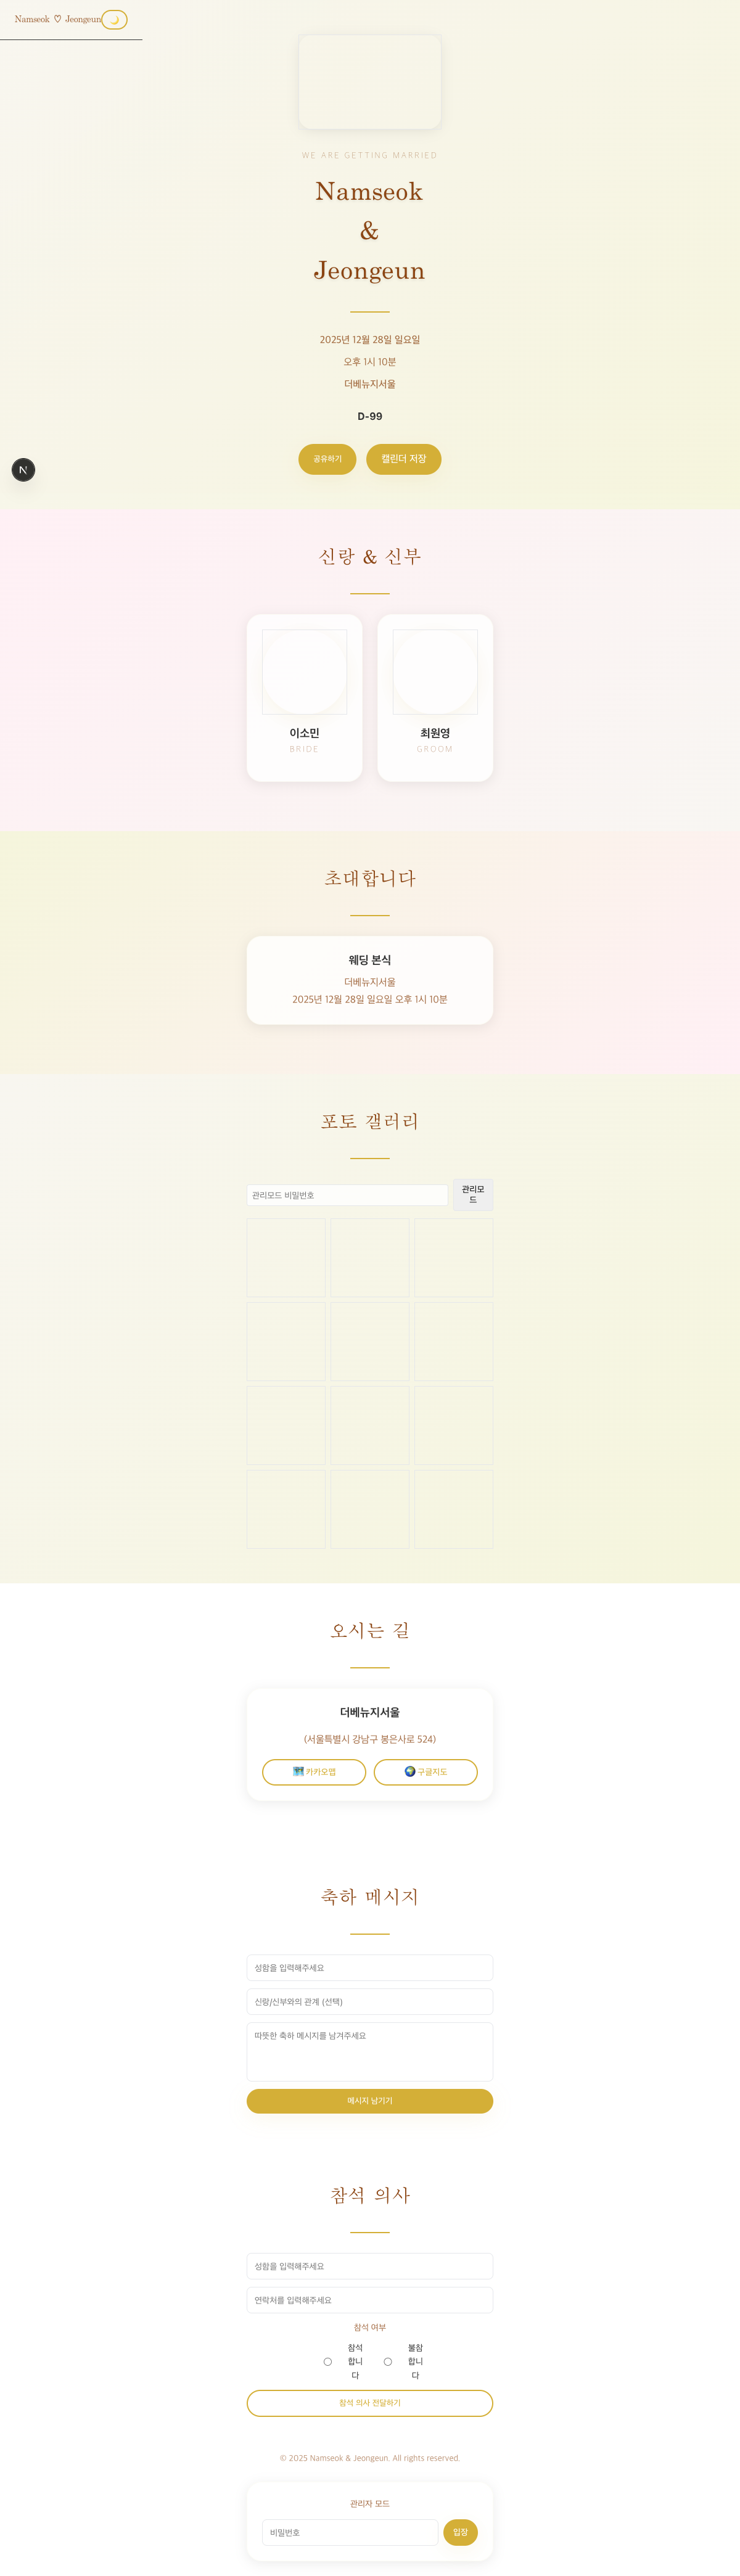 Namseok ♡ Jeongeun 🌙
WE ARE GETTING MARRIED
Namseok
&
Jeongeun
2025년 12월 28일 일요일
오후 1시 10분
더베뉴지서울
D-99
공유하기 캘린더 저장
N
신랑 & 신부
이소민
BRIDE
최원영
GROOM
초대합니다
웨딩 본식
더베뉴지서울
2025년 12월 28일 일요일 오후 1시 10분
포토 갤러리
관리모드 비밀번호
관리모
드
오시는 길
더베뉴지서울
(서울특별시 강남구 봉은사로 524)
🗺️ 카카오맵 🌍 구글지도
축하 메시지
성함을 입력해주세요
신랑/신부와의 관계 (선택)
따뜻한 축하 메시지를 남겨주세요
메시지 남기기
참석 의사
성함을 입력해주세요
연락처를 입력해주세요
참석 여부
참석
합니
다
불참
합니
다
참석 의사 전달하기
© 2025 Namseok & Jeongeun. All rights reserved.
관리자 모드
비밀번호 입장